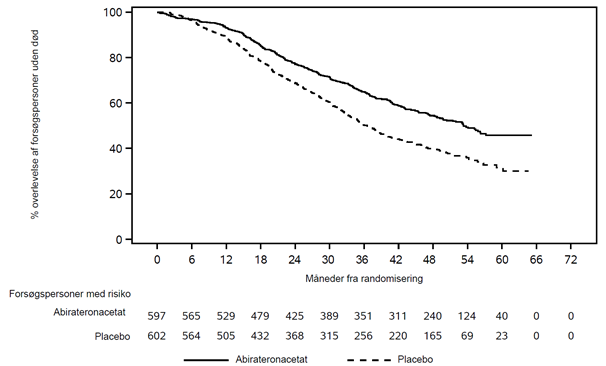 % overlevelse af forsøgspersoner uden død
100
80
60
40
20
0
0 6 12 18 24 30 36 42 48 54 60 66 72
Måneder fra randomisering
Forsøgspersoner med risiko
Abirateronacetat 597 565 529 479 425 389 351 311 240 124 40 0 0
Placebo 602 564 505 432 368 315 256 220 165 69 23 0 0
Abirateronacetat Placebo